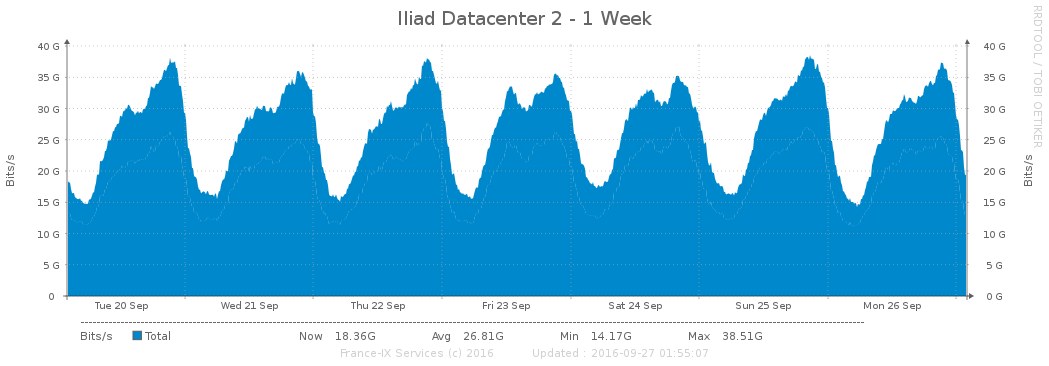 Iliad Datacenter 2 - 1 Week
RRDTOOL / TOBI OETIKER
Bits/s
40 G 40 G
35 G 35 G
30 G 30 G
25 G 25 G
20 G 20 G
15 G 15 G
10 G 10 G
5 G 5 G
0 0 G
Bits/s
Tue 20 Sep Wed 21 Sep Thu 22 Sep Fri 23 Sep Sat 24 Sep Sun 25 Sep Mon 26 Sep
Bits/s Total Now 18.36G Avg 26.81G Min 14.17G Max 38.51G
France-IX Services (c) 2016 Updated : 2016-09-27 01:55:07